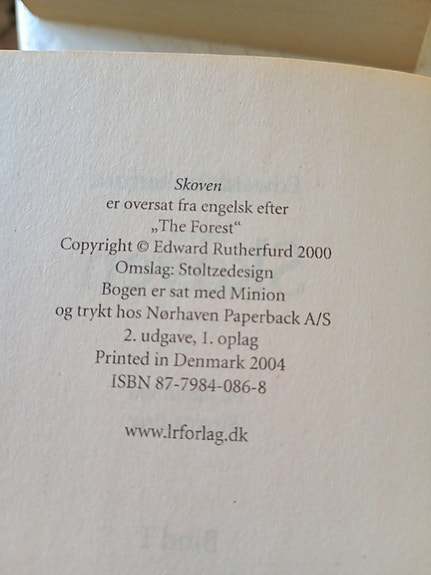 Skoven
er oversat fra engelsk efter
„The Forest“
Copyright © Edward Rutherfurd 2000
Omslag: Stoltzedesign
Bogen er sat med Minion
og trykt hos Nørhaven Paperback A/S
2. udgave, 1. oplag
Printed in Denmark 2004
ISBN 87-7984-086-8
www.lrforlag.dk